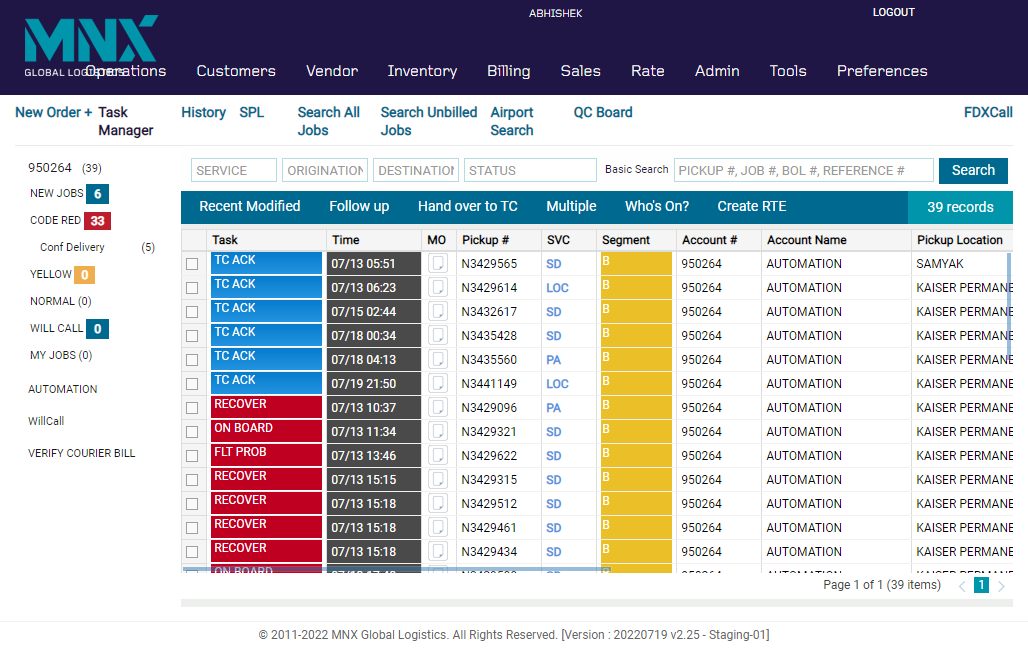 ABHISHEK LOGOUT
MNX
GLOBAL LOGISTICS
Operations Customers Vendor Inventory Billing Sales Rate Admin Tools Preferences
New Order + Task Manager History SPL Search All Jobs Search Unbilled Jobs Airport Search QC Board FDXCall
950264 (39)
NEW JOBS 6
CODE RED 33
Conf Delivery (5)
YELLOW 0
NORMAL (0)
WILL CALL 0
MY JOBS (0)
AUTOMATION
WillCall
VERIFY COURIER BILL
SERVICE ORIGINATION DESTINATION STATUS Basic Search PICKUP #, JOB #, BOL #, REFERENCE # Search
Recent Modified Follow up Hand over to TC Multiple Who's On? Create RTE 39 records
Task Time MO Pickup # SVC Segment Account # Account Name Pickup Location
TC ACK 07/13 05:51 N3429565 SD B 950264 AUTOMATION SAMYAK
TC ACK 07/13 06:23 N3429614 LOC B 950264 AUTOMATION KAISER PERMANE
TC ACK 07/15 02:44 N3432617 SD B 950264 AUTOMATION KAISER PERMANE
TC ACK 07/18 00:34 N3435428 SD B 950264 AUTOMATION KAISER PERMANE
TC ACK 07/18 04:13 N3435560 PA B 950264 AUTOMATION KAISER PERMANE
TC ACK 07/19 21:50 N3441149 LOC B 950264 AUTOMATION KAISER PERMANE
RECOVER 07/13 10:37 N3429096 PA B 950264 AUTOMATION KAISER PERMANE
ON BOARD 07/13 11:34 N3429321 SD B 950264 AUTOMATION KAISER PERMANE
FLT PROB 07/13 13:46 N3429622 SD B 950264 AUTOMATION KAISER PERMANE
RECOVER 07/13 15:15 N3429315 SD B 950264 AUTOMATION KAISER PERMANE
RECOVER 07/13 15:18 N3429512 SD B 950264 AUTOMATION KAISER PERMANE
RECOVER 07/13 15:18 N3429461 SD B 950264 AUTOMATION KAISER PERMANE
RECOVER 07/13 15:18 N3429434 SD B 950264 AUTOMATION KAISER PERMANE
ON BOARD
Page 1 of 1 (39 items) 1
© 2011-2022 MNX Global Logistics. All Rights Reserved. [Version : 20220719 v2.25 - Staging-01]